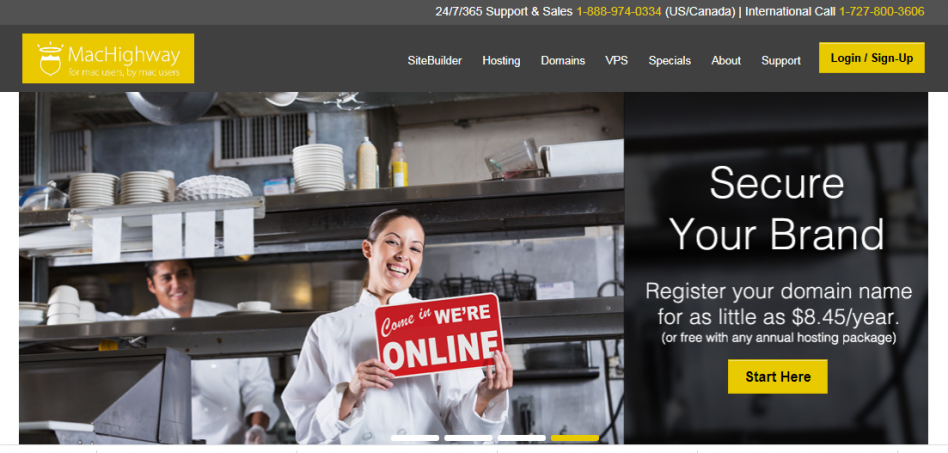 24/7/365 Support & Sales 1-888-974-0334 (US/Canada) | International Call 1-727-800-3606
MacHighway
for mac users, by mac users
SiteBuilder Hosting Domains VPS Specials About Support Login / Sign-Up
Come in WE'RE
ONLINE
Secure
Your Brand
Register your domain name
for as little as $8.45/year.
(or free with any annual hosting package)
Start Here